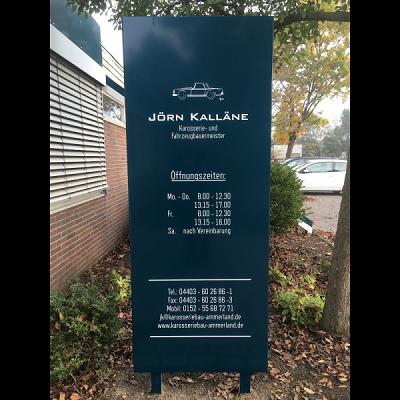 JÖRN KALLÄNE
Karosserie- und
Fahrzeugbauermeister
Öffnungszeiten:
Mo. - Do. 8.00 - 12.30
13.15 - 17.00
Fr. 8.00 - 12.30
13.15 - 16.00
Sa. nach Vereinbarung
Tel.: 04403 - 60 26 86 -1
Fax: 04403 - 60 26 86 -3
Mobil: 0152 - 55 68 72 71
jk@karosseriebau-ammerland.de
www.karosseriebau-ammerland.de